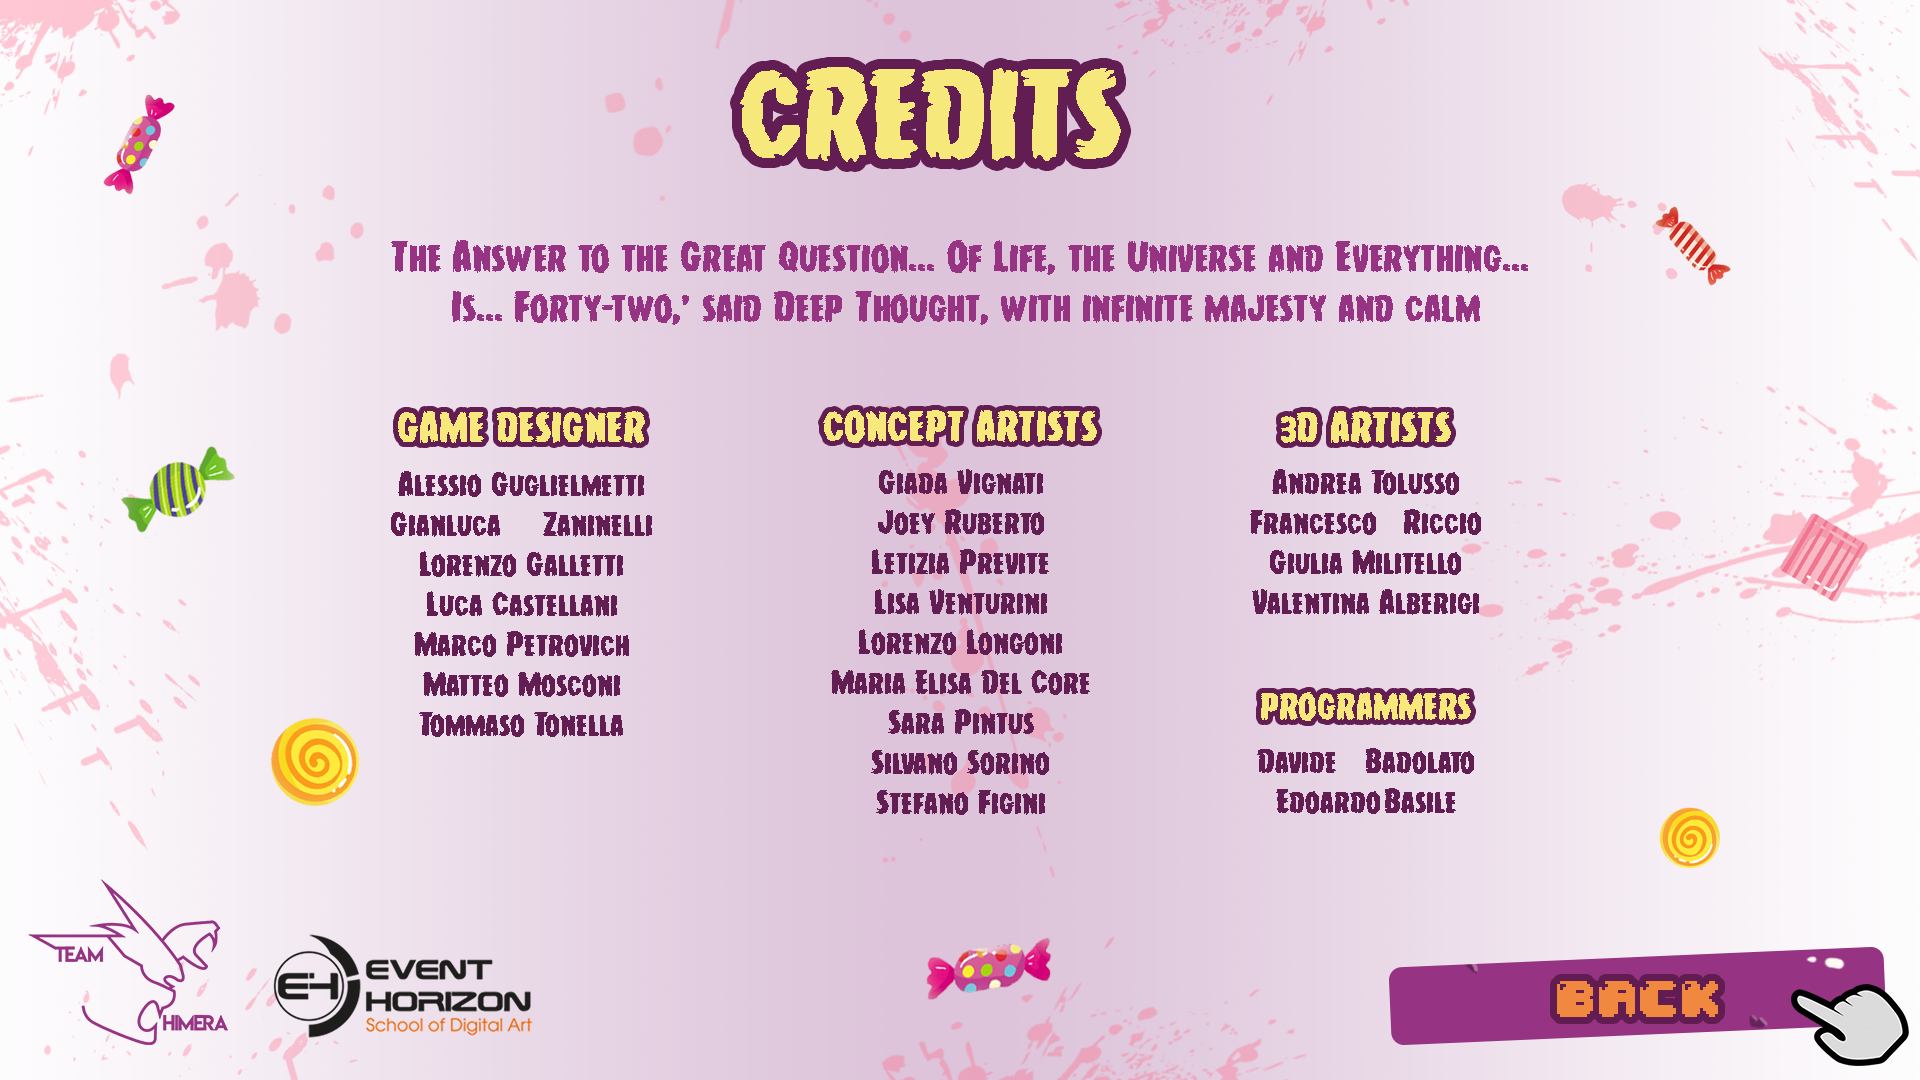 CREDITS
The Answer to the Great Question... Of Life, the Universe and Everything...
Is... Forty-two,' said Deep Thought, with infinite majesty and calm
GAME DESIGNER
Alessio Guglielmetti
Gianluca Zaninelli
Lorenzo Galletti
Luca Castellani
Marco Petrovich
Matteo Mosconi
Tommaso Tonella
CONCEPT ARTISTS
Giada Vignati
Joey Ruberto
Letizia Previte
Lisa Venturini
Lorenzo Longoni
Maria Elisa Del Core
Sara Pintus
Silvano Sorino
Stefano Figini
3D ARTISTS
Andrea Tolusso
Francesco Riccio
Giulia Militello
Valentina Alberigi
PROGRAMMERS
Davide Badolato
Edoardo Basile
TEAM
CHIMERA
EH
EVENT
HORIZON
School of Digital Art
BACK